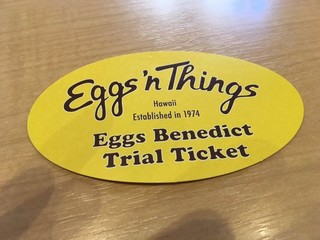 Eggs 'n Things
Hawaii
Established in 1974
Eggs Benedict
Trial Ticket